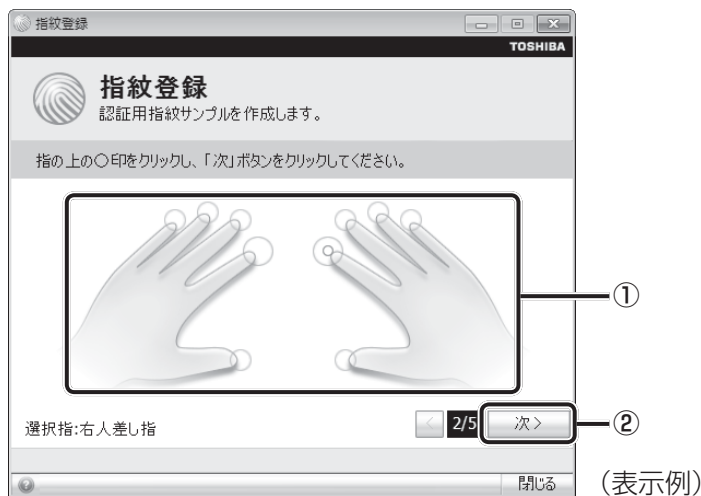 指紋登録
TOSHIBA
指紋登録
認証用指紋サンプルを作成します。
指の上の○印をクリックし、「次」ボタンをクリックしてください。
①
選択指:右人差し指
< 2/5 次 >
②
閉じる
(表示例)